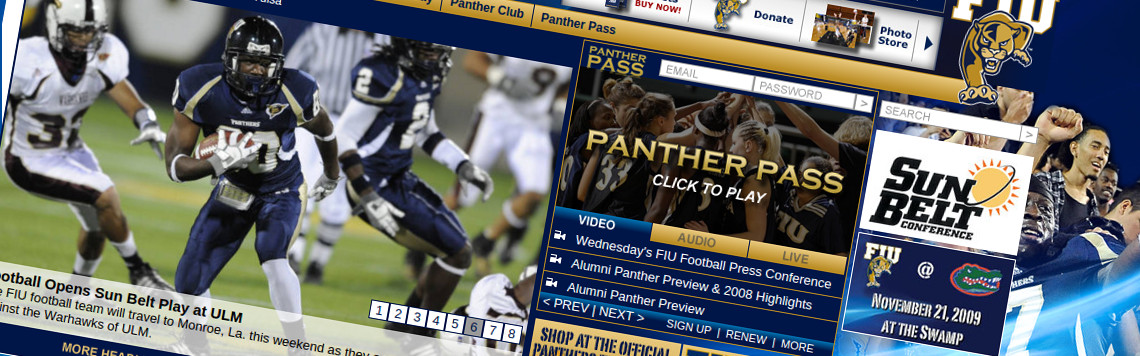 Panther Club
Panther Pass
BUY NOW!
Donate
Photo
Store
FIU
PANTHER
PASS
EMAIL
PASSWORD
>
SEARCH
>
PANTHER PASS
CLICK TO PLAY
VIDEO
AUDIO
LIVE
Wednesday's FIU Football Press Conference
Alumni Panther Preview & 2008 Highlights
Alumni Panther Preview
< PREV | NEXT >
SIGN UP | RENEW | MORE
SHOP AT THE OFFICIAL
SUN
BELT
CONFERENCE
FIU
@
NOVEMBER 21, 2009
AT THE SWAMP
Opens Sun Belt Play at ULM
FIU football team will travel to Monroe, La. this weekend as they
the Warhawks of ULM.
1 2 3 4 5 6 7 8
MORE